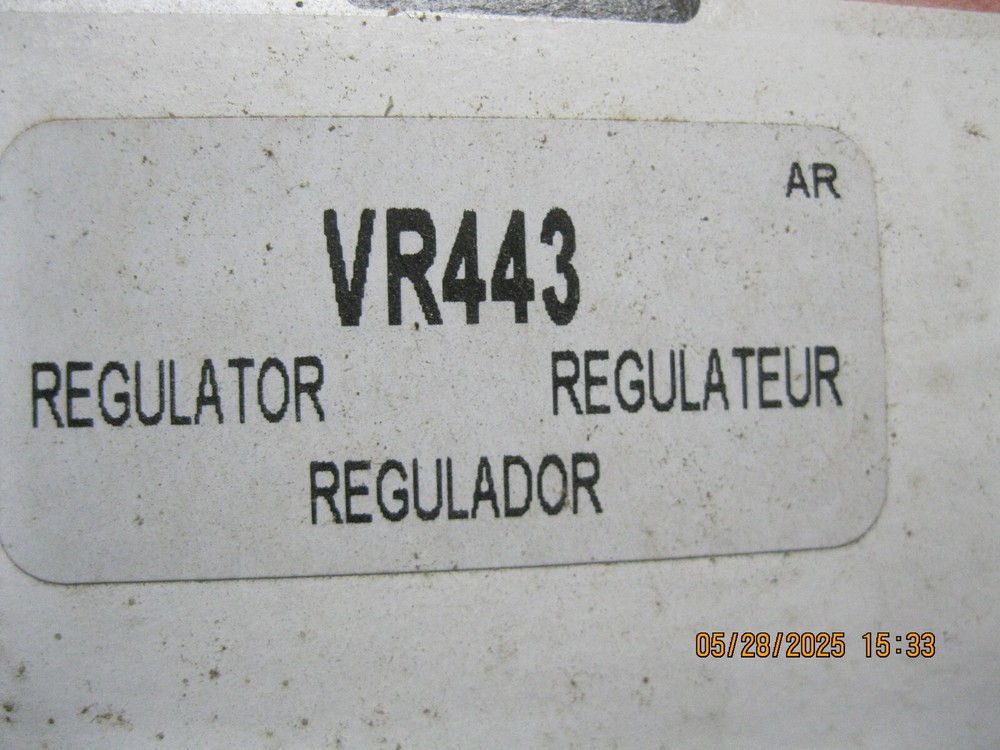 AR
VR443
REGULATOR REGULATEUR
REGULADOR
05/28/2025 15:33